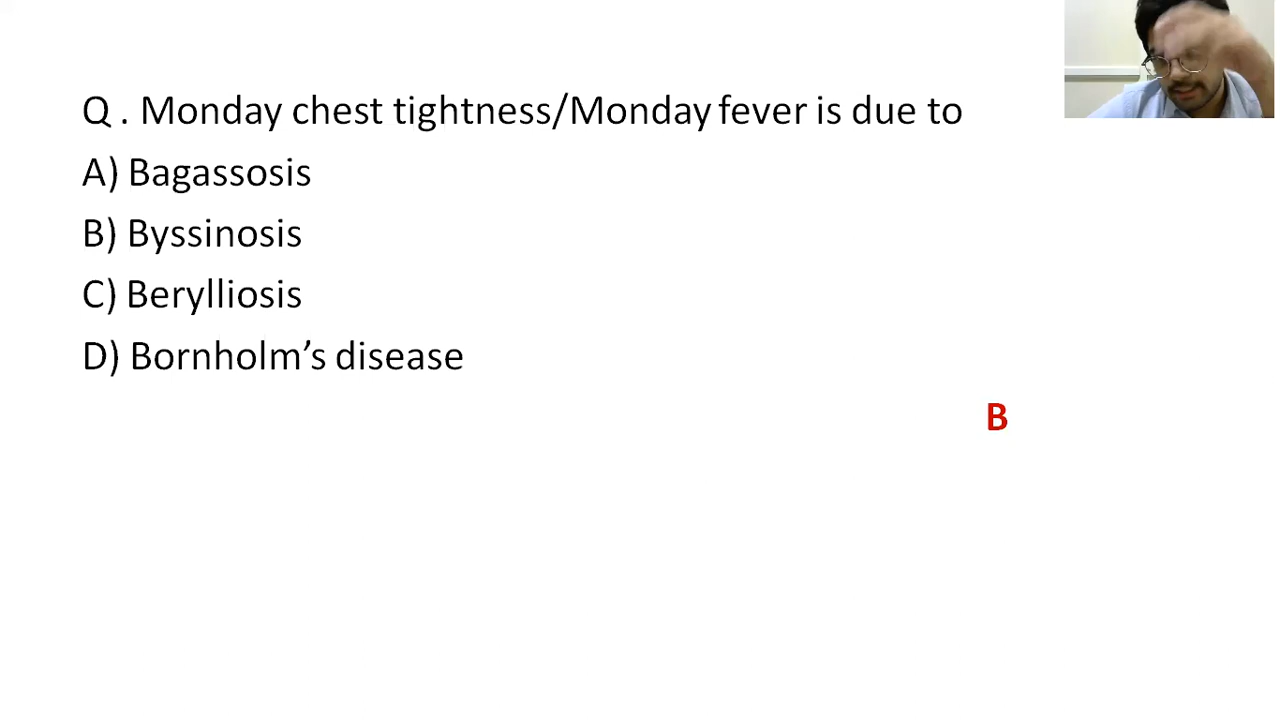 Q . Monday chest tightness/Monday fever is due to
A) Bagassosis
B) Byssinosis
C) Berylliosis
D) Bornholm’s disease
B